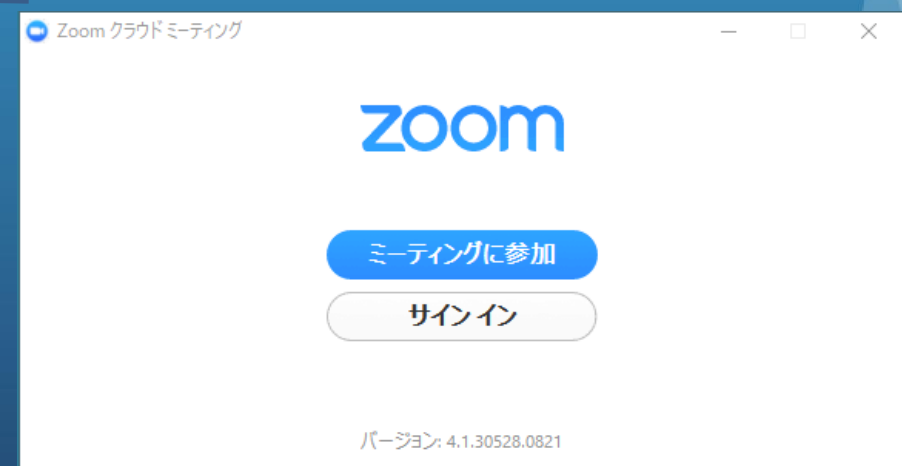 Zoom クラウド ミーティング
zoom
ミーティングに参加
サイン イン
バージョン: 4.1.30528.0821